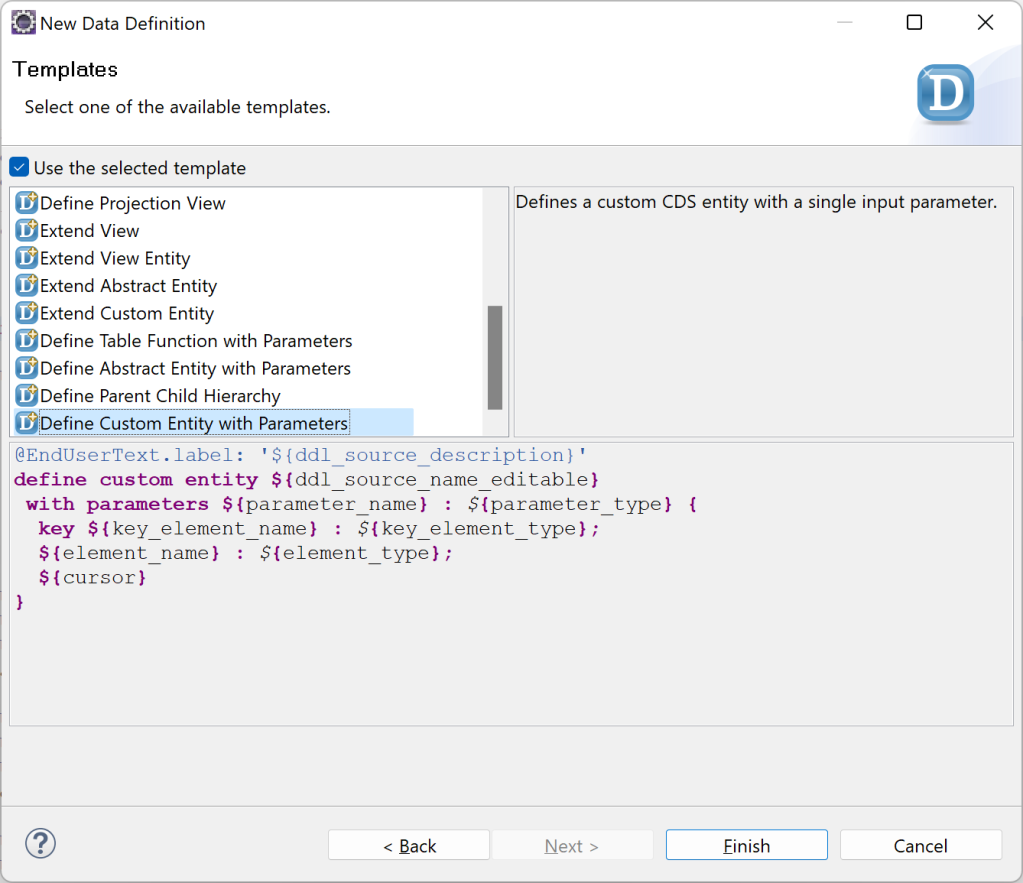 New Data Definition
Templates
Select one of the available templates.
D
Use the selected template
Define Projection View
Extend View
Extend View Entity
Extend Abstract Entity
Extend Custom Entity
Define Table Function with Parameters
Define Abstract Entity with Parameters
Define Parent Child Hierarchy
Define Custom Entity with Parameters
Defines a custom CDS entity with a single input parameter.
@EndUserText.label: '${ddl_source_description}'
define custom entity ${ddl_source_name_editable}
 with parameters ${parameter_name} : ${parameter_type} {
  key ${key_element_name} : ${key_element_type};
  ${element_name} : ${element_type};
  ${cursor}
}
?
< Back
Next >
Finish
Cancel